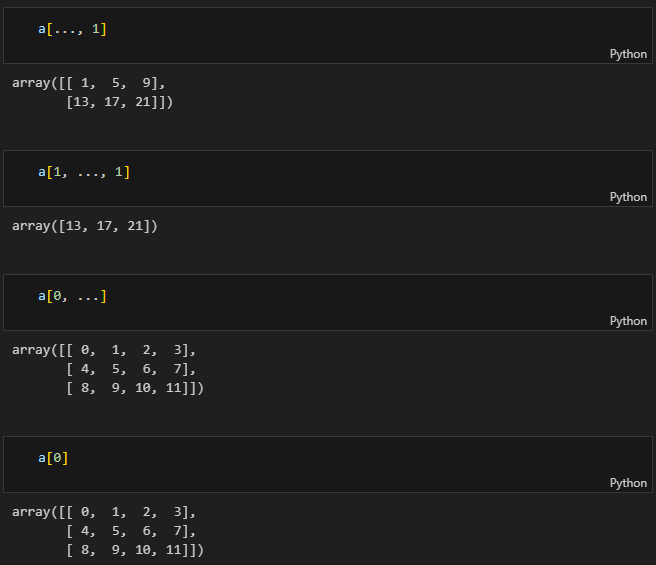 a[..., 1]
Python
array([[ 1,  5,  9],
       [13, 17, 21]])
a[1, ..., 1]
Python
array([13, 17, 21])
a[0, ...]
Python
array([[ 0,  1,  2,  3],
       [ 4,  5,  6,  7],
       [ 8,  9, 10, 11]])
a[0]
Python
array([[ 0,  1,  2,  3],
       [ 4,  5,  6,  7],
       [ 8,  9, 10, 11]])